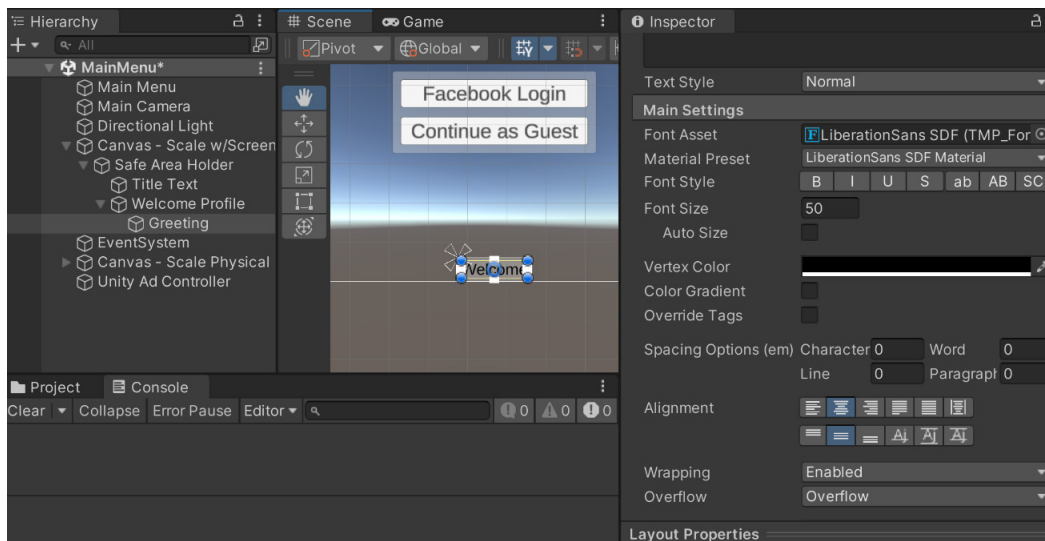 Hierarchy
All
MainMenu*
Main Menu
Main Camera
Directional Light
Canvas - Scale w/Screen
Safe Area Holder
Title Text
Welcome Profile
Greeting
EventSystem
Canvas - Scale Physical
Unity Ad Controller
Scene Game
Pivot Global
Facebook Login
Continue as Guest
Welcome
Project Console
Clear Collapse Error Pause Editor 0 0 0
Inspector
Text Style Normal
Main Settings
Font Asset F LiberationSans SDF (TMP_For
Material Preset LiberationSans SDF Material
Font Style B I U S ab AB SC
Font Size 50
Auto Size
Vertex Color
Color Gradient
Override Tags
Spacing Options (em) Character 0 Word 0
Line 0 Paragraph 0
Alignment
Wrapping Enabled
Overflow Overflow
Layout Properties